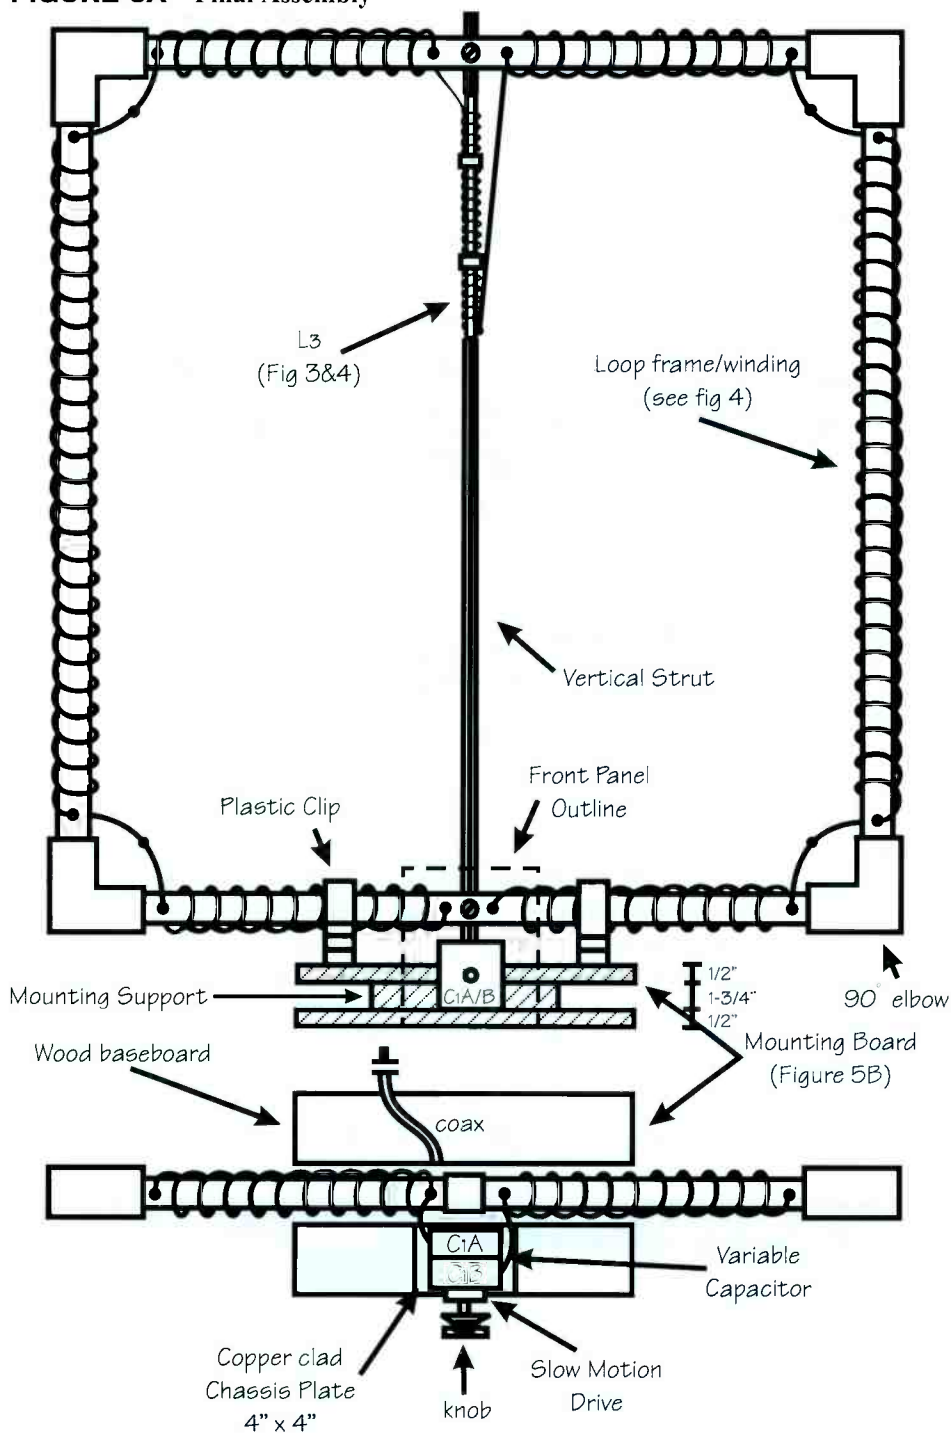 FIGURE 5A Final Assembly
L3
(Fig 3&4)
Loop frame/winding
(see fig 4)
Vertical Strut
Front Panel
Outline
Plastic Clip
C1A/B
Mounting Support
1/2"
1-3/4"
1/2"
90° elbow
Mounting Board
(Figure 5B)
Wood baseboard
coax
C1A
C1B
Variable
Capacitor
Copper clad
Chassis Plate
4" x 4"
knob
Slow Motion
Drive